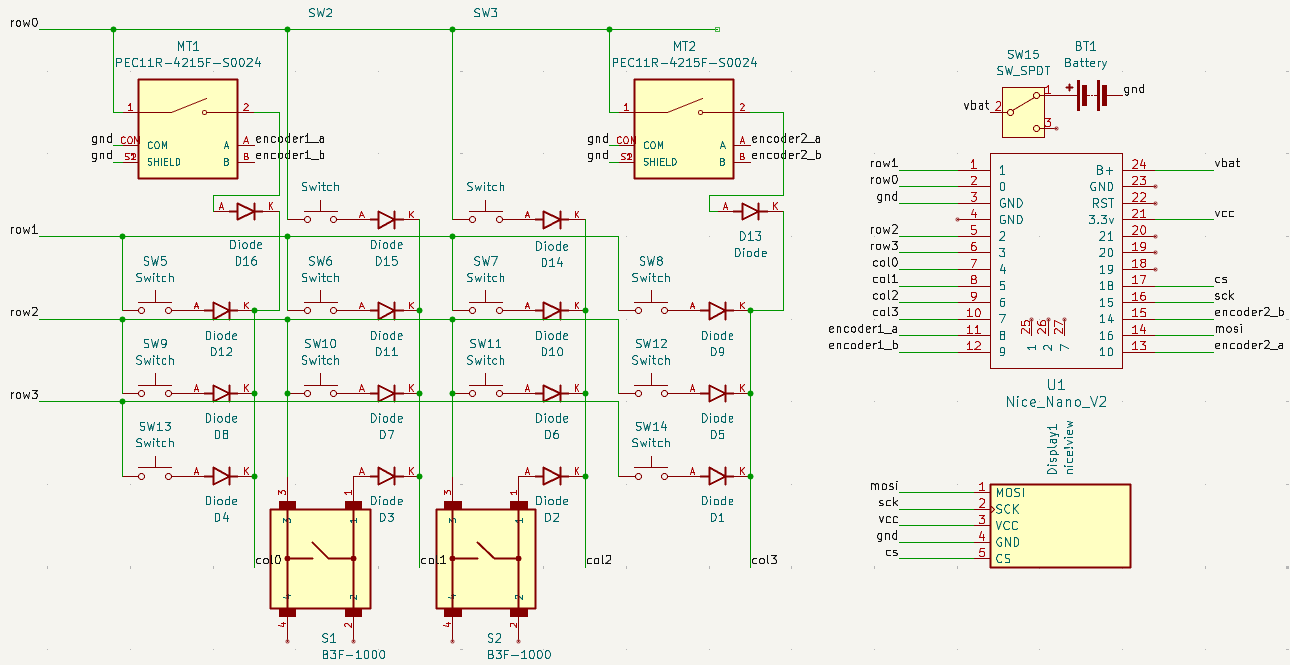 row0
SW2
SW3
MT1
PEC11R-4215F-S0024
MT2
PEC11R-4215F-S0024
1
2
1
2
gnd
COM
COM
A
A
encoder1_a
gnd
S1
SHIELD
B
B
encoder1_b
gnd
COM
COM
A
A
encoder2_a
gnd
S1
SHIELD
B
B
encoder2_b
Switch
Switch
A
K
A
K
A
K
A
K
row1
Diode
D16
Diode
D15
Diode
D14
D13
Diode
SW5
Switch
SW6
Switch
SW7
Switch
SW8
Switch
A
K
A
K
A
K
A
K
row2
Diode
D12
Diode
D11
Diode
D10
Diode
D9
SW9
Switch
SW10
Switch
SW11
Switch
SW12
Switch
A
K
A
K
A
K
A
K
row3
Diode
D8
Diode
D7
Diode
D6
Diode
D5
SW13
Switch
SW14
Switch
A
K
A
K
A
K
A
K
Diode
D4
Diode
D3
Diode
D2
Diode
D1
3
1
3
1
3
1
3
1
col0
col1
col2
col3
4
2
4
2
4
2
4
2
S1
B3F-1000
S2
B3F-1000
SW15
SW_SPDT
BT1
Battery
vbat
2
1
3
+
gnd
row1 1 1 B+ 24 vbat
row0 2 0 GND 23
gnd 3 GND RST 22
4 GND 3.3v 21 vcc
row2 5 2 21 20
row3 6 3 20 19
col0 7 4 19 18
col1 8 5 18 17 cs
col2 9 6 15 16 sck
col3 10 7 14 15 encoder2_b
encoder1_a 11 8 16 14 mosi
encoder1_b 12 9 10 13 encoder2_a
25
26
27
1
2
7
U1
Nice_Nano_V2
Display1
nice!view
mosi 1 MOSI
sck 2 SCK
vcc 3 VCC
gnd 4 GND
cs 5 CS